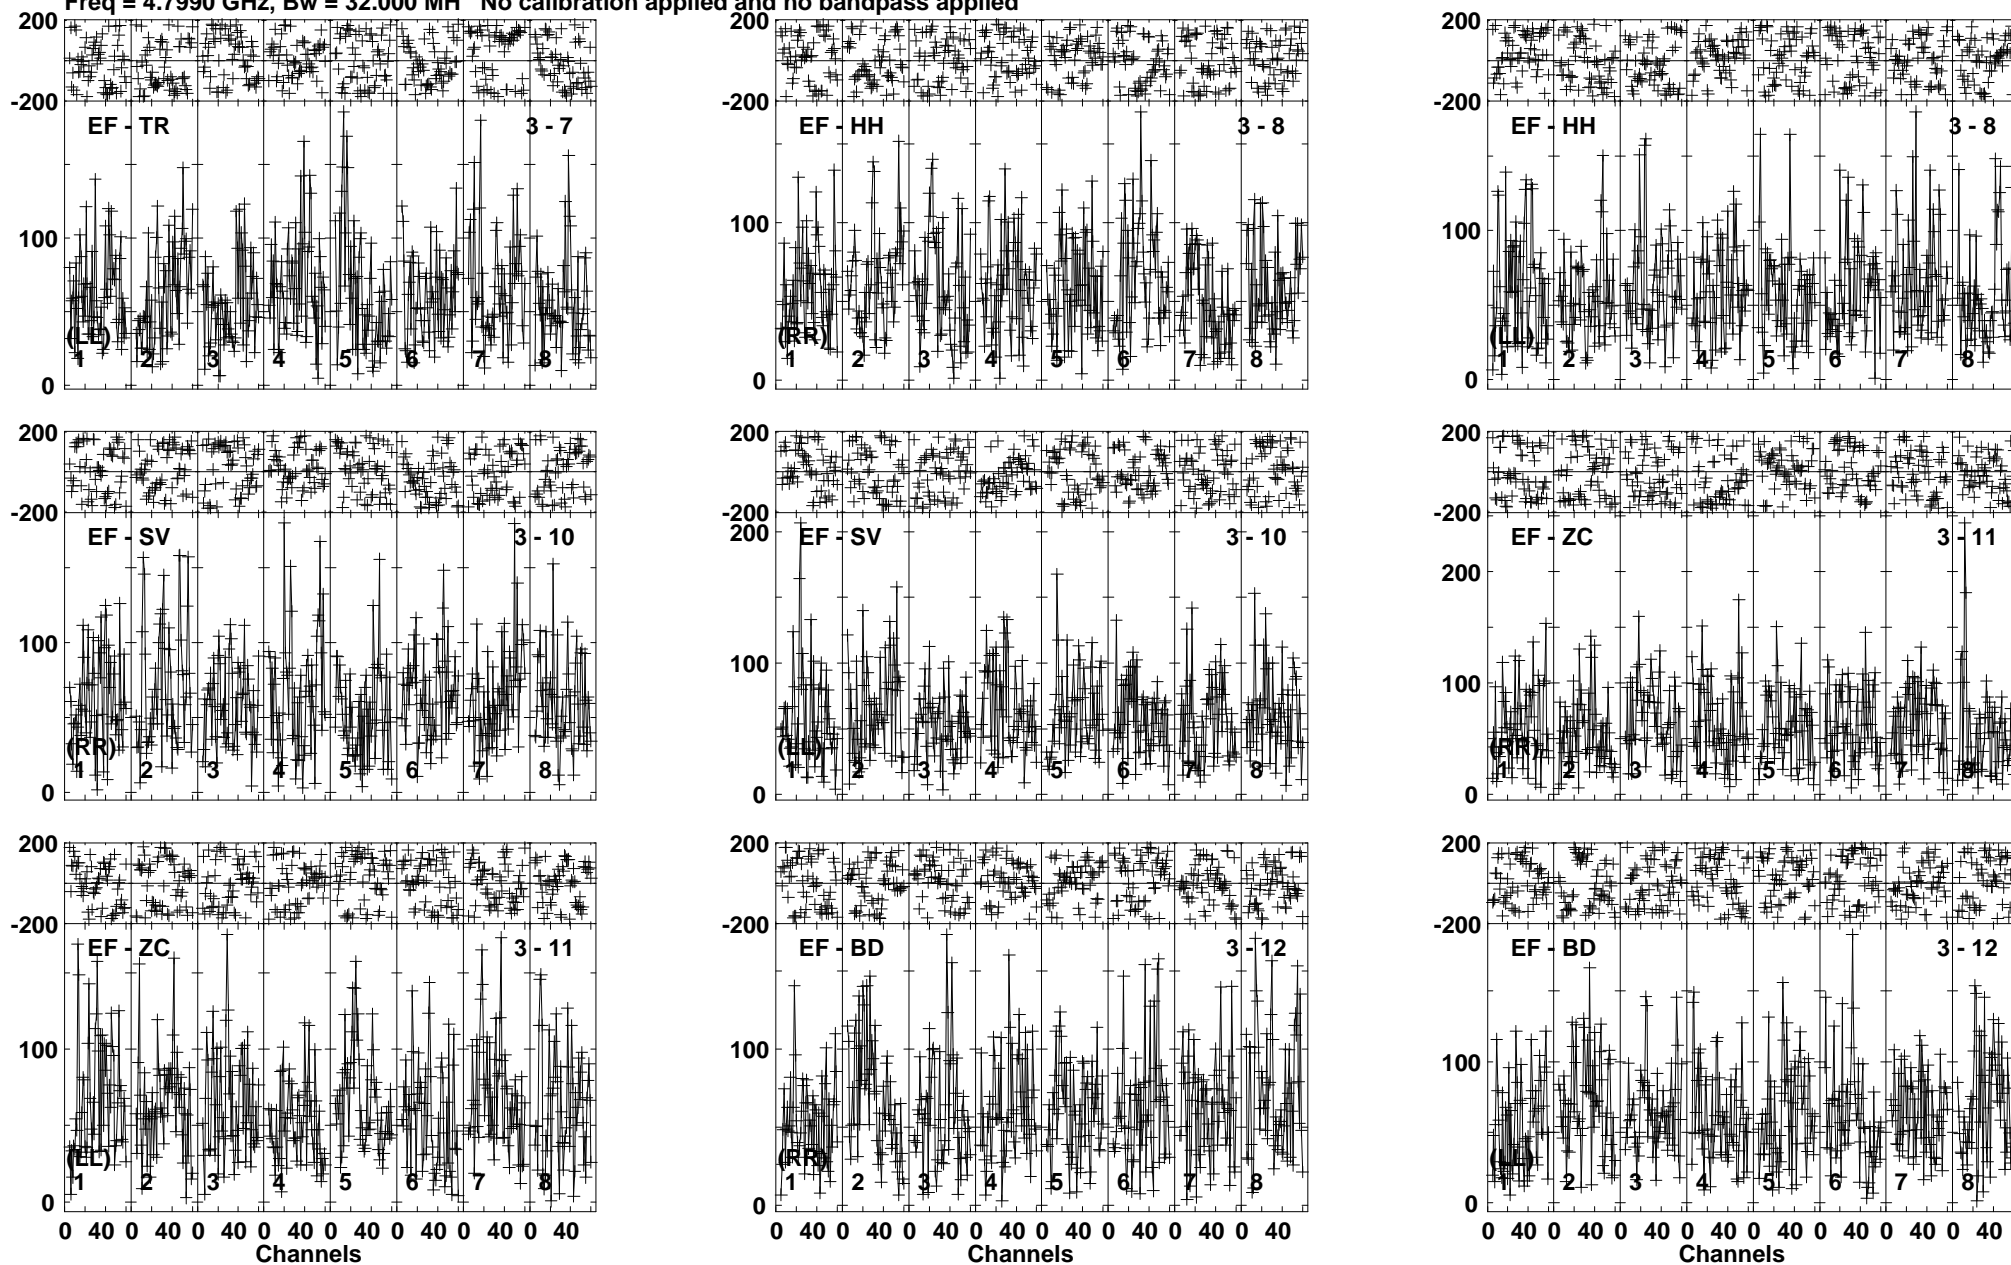 Freq = 4.7990 GHz, Bw = 32.000 MH No calibration applied and no bandpass applied
200
-200
EF - TR 3 - 7
100
(LL)
1 2 3 4 5 6 7 8
0
200
-200
EF - HH 3 - 8
100
(RR)
1 2 3 4 5 6 7 8
0
200
-200
EF - HH 3 - 8
100
(LL)
1 2 3 4 5 6 7 8
0
200
-200
EF - SV 3 - 10
100
(RR)
1 2 3 4 5 6 7 8
0
200
-200
200
EF - SV 3 - 10
100
(LL)
1 2 3 4 5 6 7 8
0
200
-200
EF - ZC 3 - 11
200
100
(RR)
1 2 3 4 5 6 7 8
0
200
-200
EF - ZC 3 - 11
100
(LL)
1 2 3 4 5 6 7 8
0
0 40 0 40 0 40 0 40 0 40 0 40 0 40 0 40
Channels
200
-200
EF - BD 3 - 12
100
(RR)
1 2 3 4 5 6 7 8
0
0 40 0 40 0 40 0 40 0 40 0 40 0 40 0 40
Channels
200
-200
EF - BD 3 - 12
100
(LL)
1 2 3 4 5 6 7 8
0
0 40 0 40 0 40 0 40 0 40 0 40 0 40 0 40
Channels